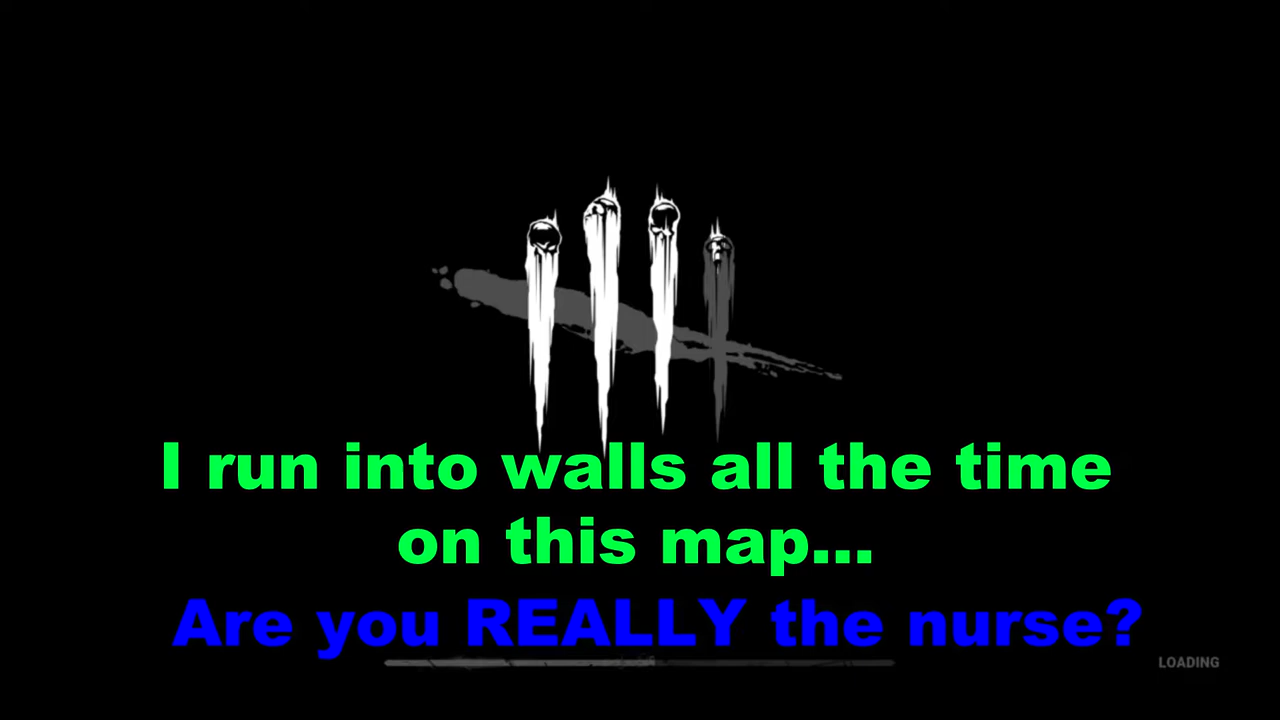 I run into walls all the time
on this map...
Are you REALLY the nurse?
LOADING